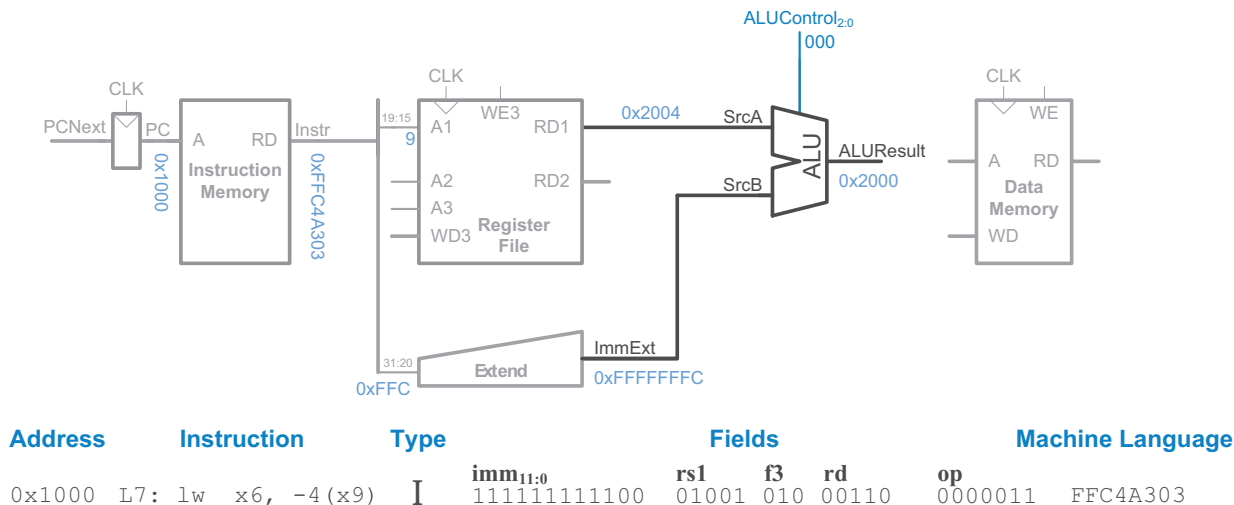 ALUControl2:0
000
CLK
CLK
CLK
PCNext
PC
A
RD
Instr
19:15
A1
WE3
RD1
0x2004
SrcA
ALU
ALUResult
WE
9
0x1000
Instruction
Memory
0xFFC4A303
A2
RD2
SrcB
0x2000
A
RD
A3
Data
Memory
WD3
Register
File
WD
31:20
Extend
ImmExt
0xFFC
0xFFFFFFFC
Address Instruction Type Fields Machine Language
imm11:0 rs1 f3 rd op
0x1000 L7: lw x6, -4(x9) I 111111111100 01001 010 00110 0000011 FFC4A303